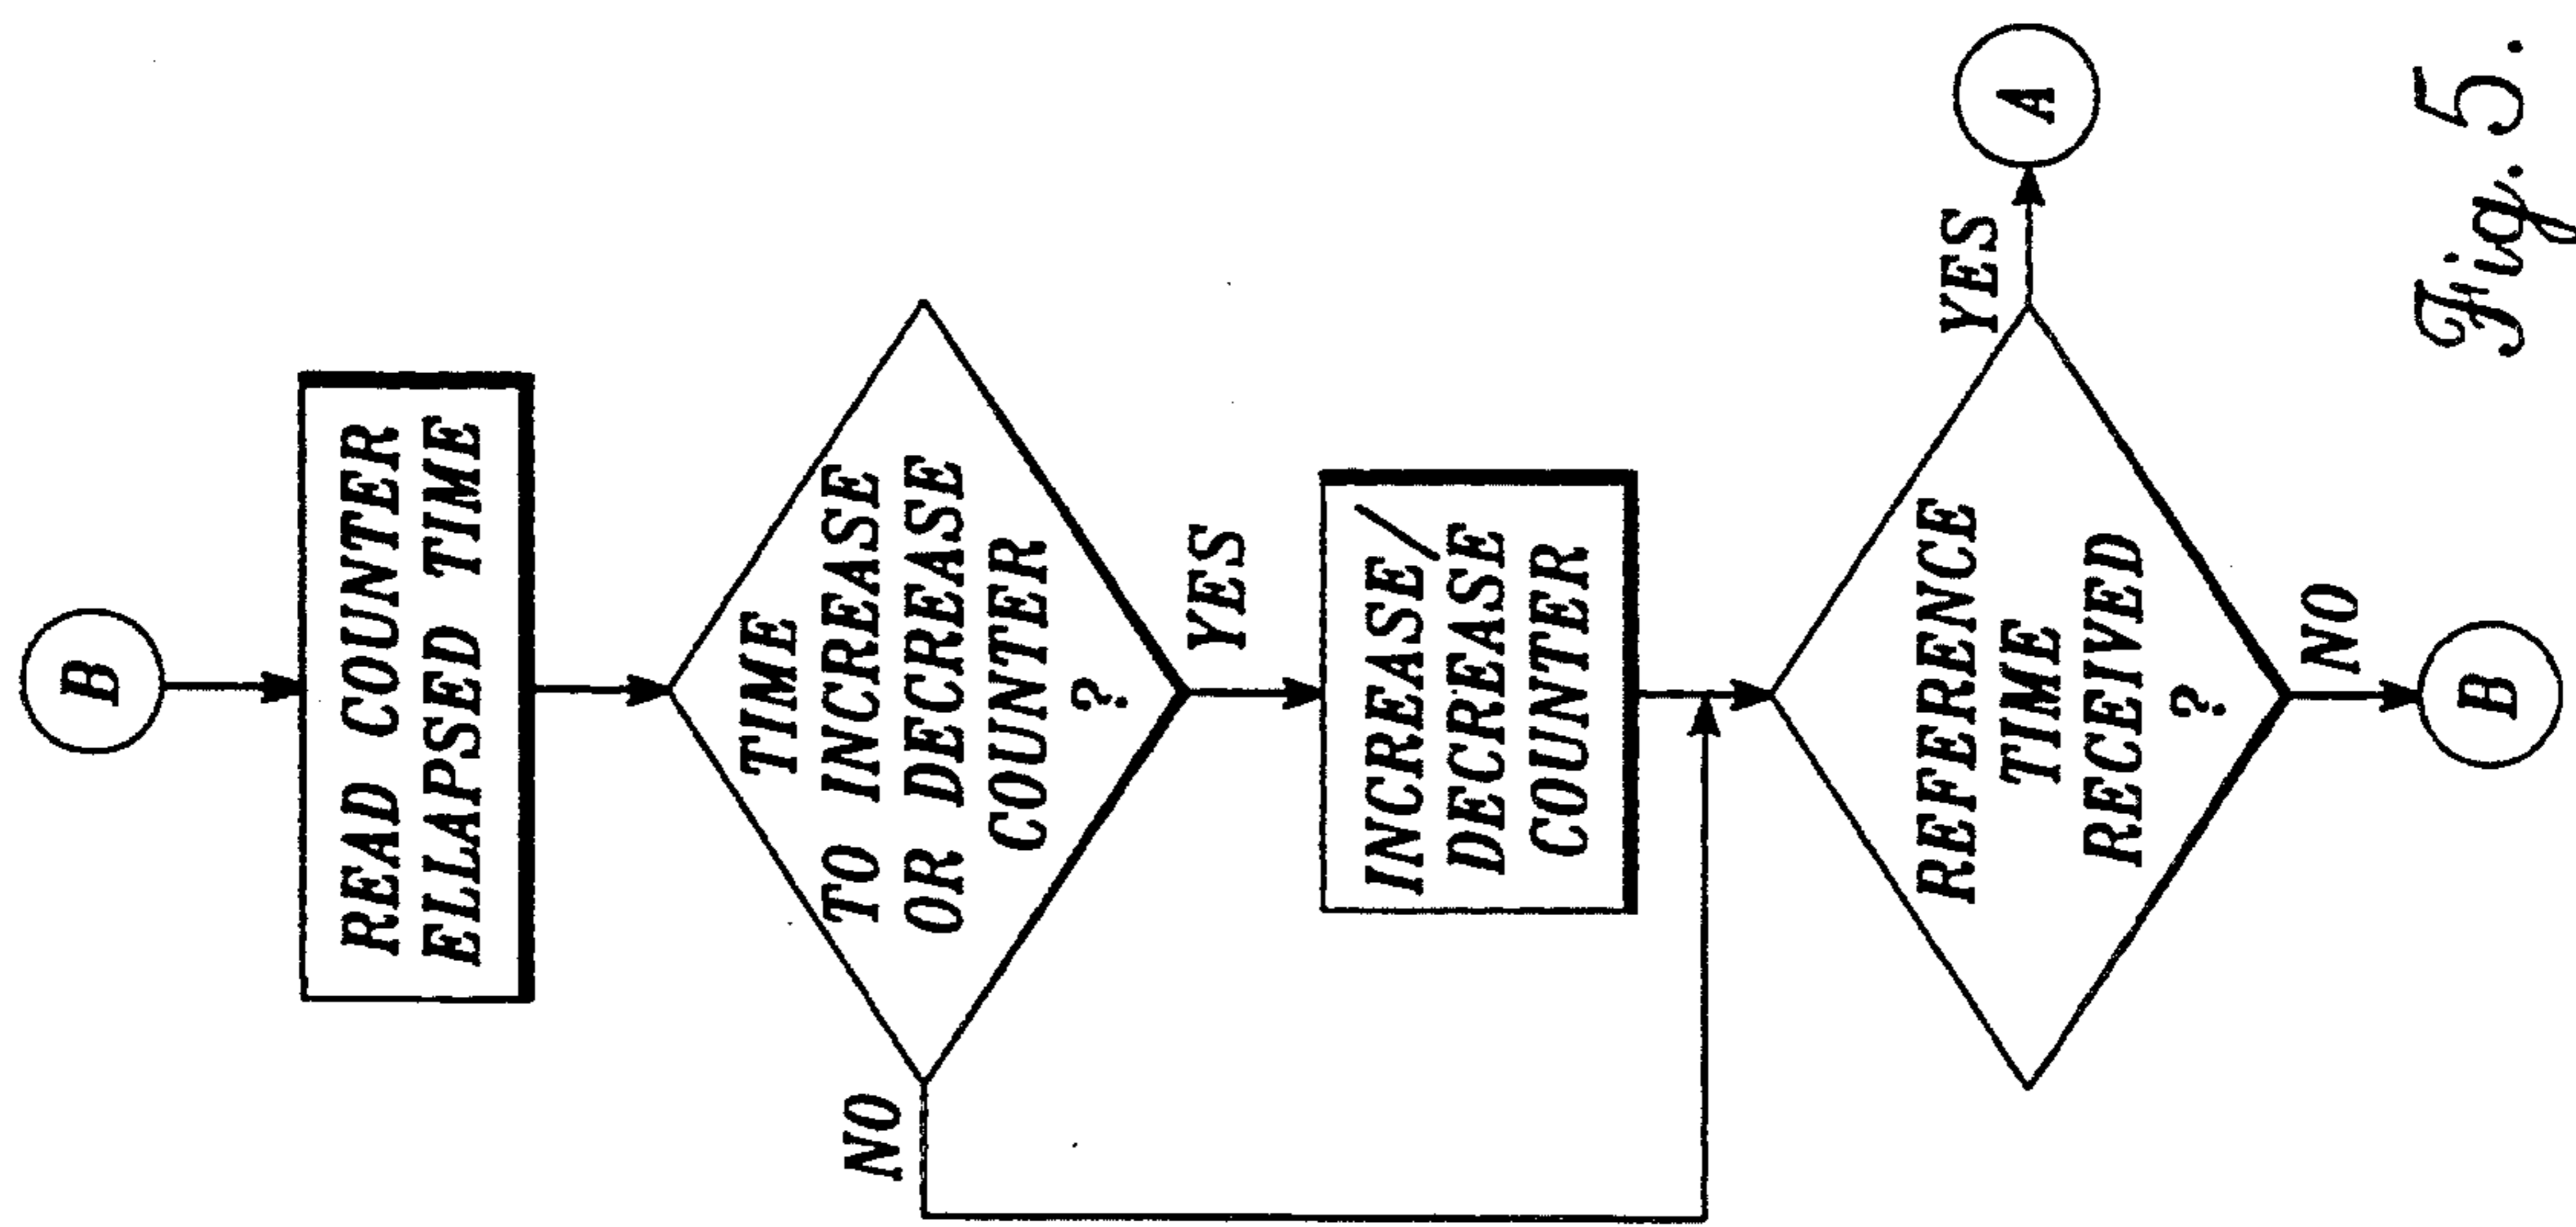 B
READ COUNTER
ELLAPSED TIME
TIME
TO INCREASE
OR DECREASE
COUNTER
?
NO
YES
INCREASE/
DECREASE
COUNTER
REFERENCE
TIME
RECEIVED
?
YES
A
NO
B
Fig. 5.